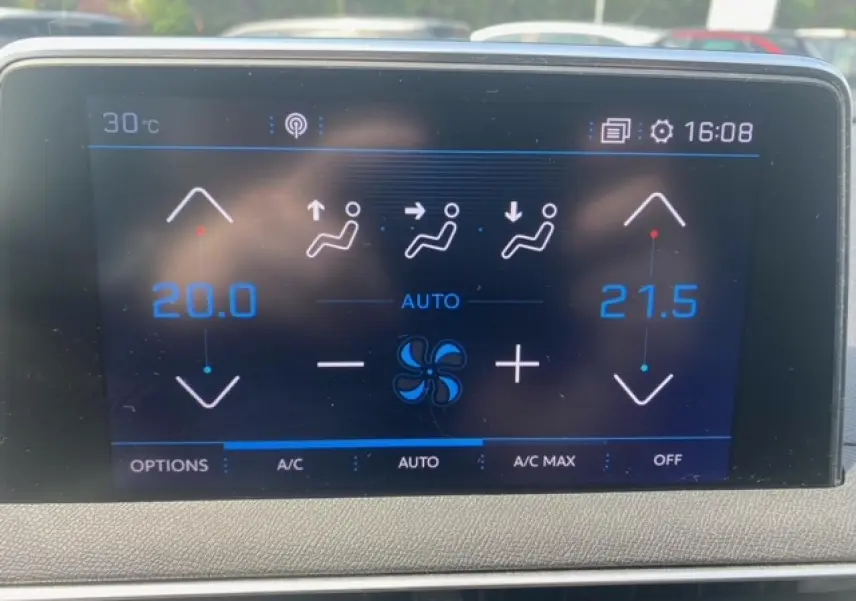 30°C 16:08
20.0 AUTO 21.5
OPTIONS A/C AUTO A/C MAX OFF